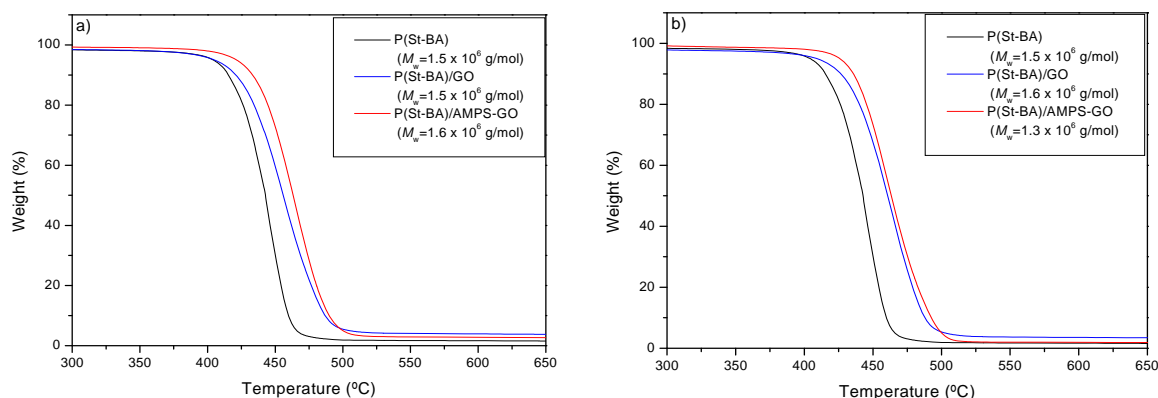 a)
P(St-BA)
(Mw=1.5 x 10⁶ g/mol)
P(St-BA)/GO
(Mw=1.5 x 10⁶ g/mol)
P(St-BA)/AMPS-GO
(Mw=1.6 x 10⁶ g/mol)
100
80
60
40
20
0
Weight (%)
300 350 400 450 500 550 600 650
Temperature (ºC)
b)
P(St-BA)
(Mw=1.5 x 10⁶ g/mol)
P(St-BA)/GO
(Mw=1.6 x 10⁶ g/mol)
P(St-BA)/AMPS-GO
(Mw=1.3 x 10⁶ g/mol)
100
80
60
40
20
0
Weight (%)
300 350 400 450 500 550 600 650
Temperature (ºC)